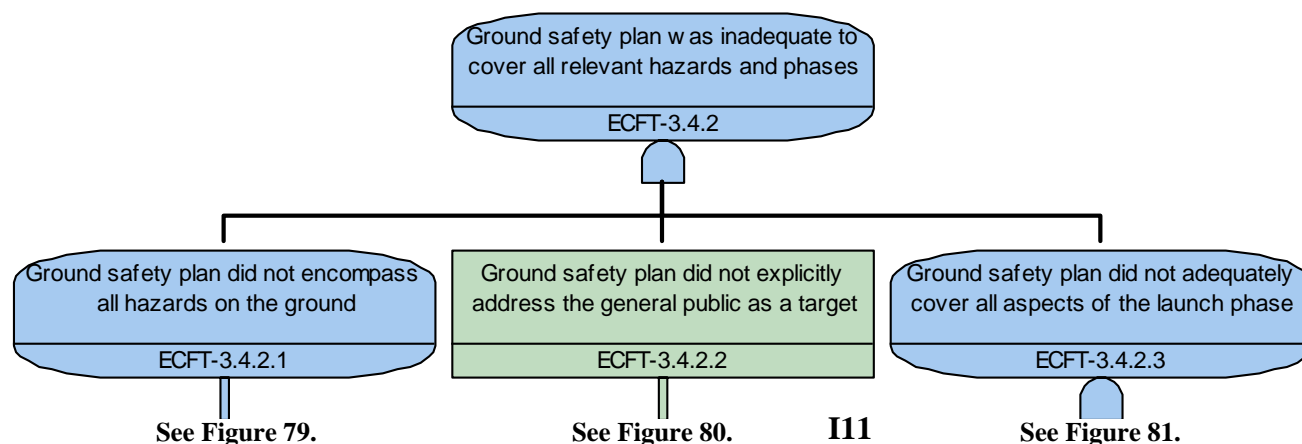 Ground safety plan was inadequate to
cover all relevant hazards and phases
ECFT-3.4.2
Ground safety plan did not encompass
all hazards on the ground
ECFT-3.4.2.1
See Figure 79.
Ground safety plan did not explicitly
address the general public as a target
ECFT-3.4.2.2
See Figure 80.
I11
Ground safety plan did not adequately
cover all aspects of the launch phase
ECFT-3.4.2.3
See Figure 81.